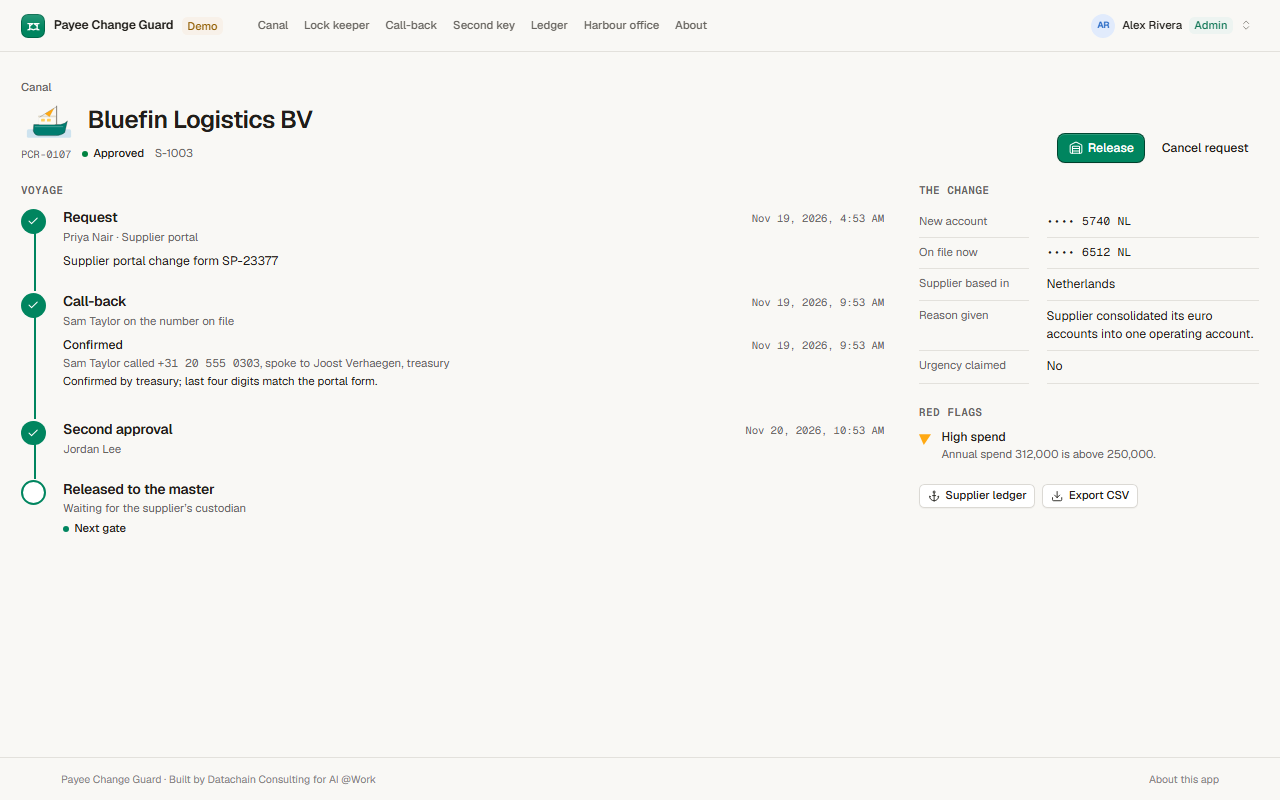 Payee Change Guard Demo Canal Lock keeper Call-back Second key Ledger Harbour office About AR Alex Rivera Admin
Canal
Bluefin Logistics BV
PCR-0107 Approved S-1003
Release Cancel request
VOYAGE
Request Nov 19, 2026, 4:53 AM
Priya Nair · Supplier portal
Supplier portal change form SP-23377
Call-back Nov 19, 2026, 9:53 AM
Sam Taylor on the number on file
Confirmed Nov 19, 2026, 9:53 AM
Sam Taylor called +31 20 555 0303, spoke to Joost Verhaegen, treasury
Confirmed by treasury; last four digits match the portal form.
Second approval Nov 20, 2026, 10:53 AM
Jordan Lee
Released to the master
Waiting for the supplier's custodian
Next gate
THE CHANGE
New account •••• 5740 NL
On file now •••• 6512 NL
Supplier based in Netherlands
Reason given Supplier consolidated its euro
accounts into one operating account.
Urgency claimed No
RED FLAGS
High spend
Annual spend 312,000 is above 250,000.
Supplier ledger Export CSV
Payee Change Guard · Built by Datachain Consulting for AI @Work About this app